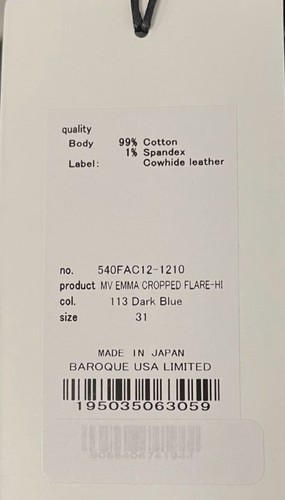 quality
Body 99% Cotton
1% Spandex
Label: Cowhide leather
no. 540FAC12-1210
product MV EMMA CROPPED FLARE-HI
col. 113 Dark Blue
size 31
MADE IN JAPAN
BAROQUE USA LIMITED
195035063059